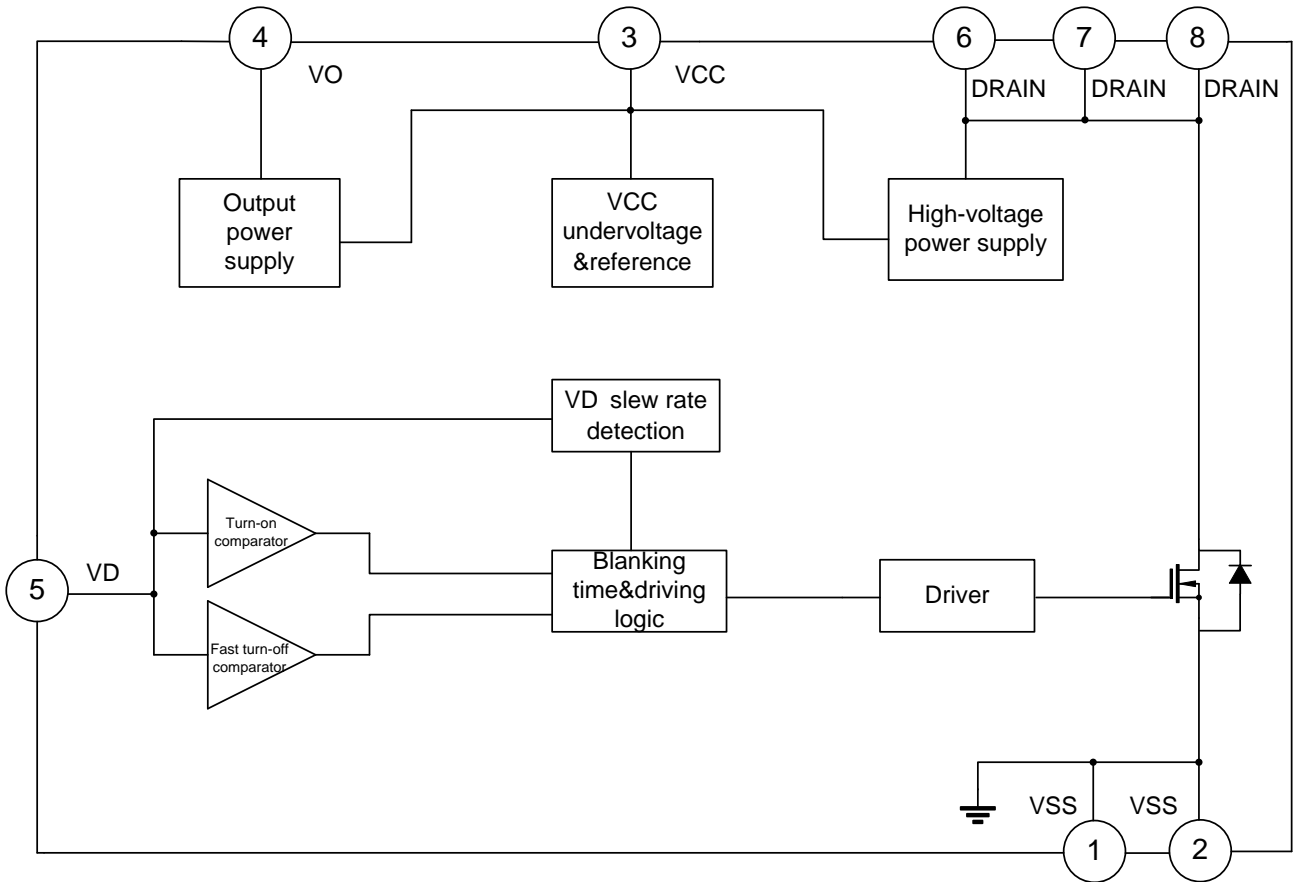 4
3
6
7
8
VO
VCC
DRAIN
DRAIN
DRAIN
Output
power
supply
VCC
undervoltage
&reference
High-voltage
power supply
VD slew rate
detection
Turn-on
comparator
5
VD
Blanking
time&driving
logic
Driver
Fast turn-off
comparator
VSS
VSS
1
2